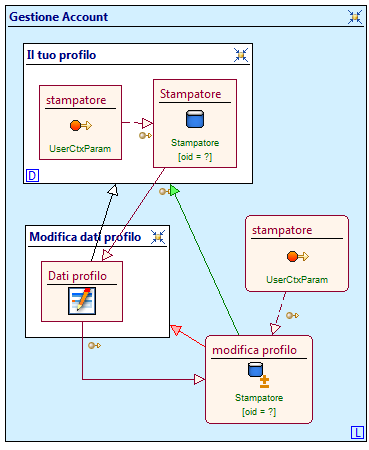 Gestione Account
Il tuo profilo
stampatore
UserCtxParam
Stampatore
Stampatore
[oid = ?]
D
Modifica dati profilo
Dati profilo
stampatore
UserCtxParam
modifica profilo
Stampatore
[oid = ?]
L